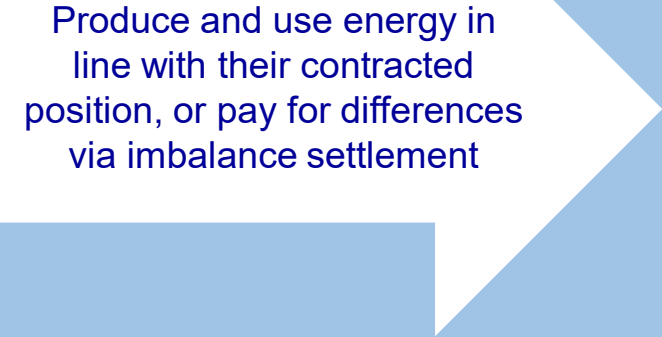 Produce and use energy in
line with their contracted
position, or pay for differences
via imbalance settlement